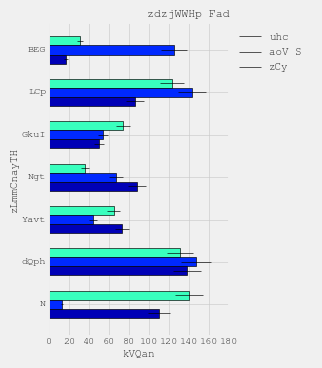 zdzjWWHp Fad
uhc
aoV S
zCy
BEG
LCp
GkuI
Ngt
Yavt
dQph
N
zLmmCnayTH
0 20 40 60 80 100 120 140 160 180
kVQan